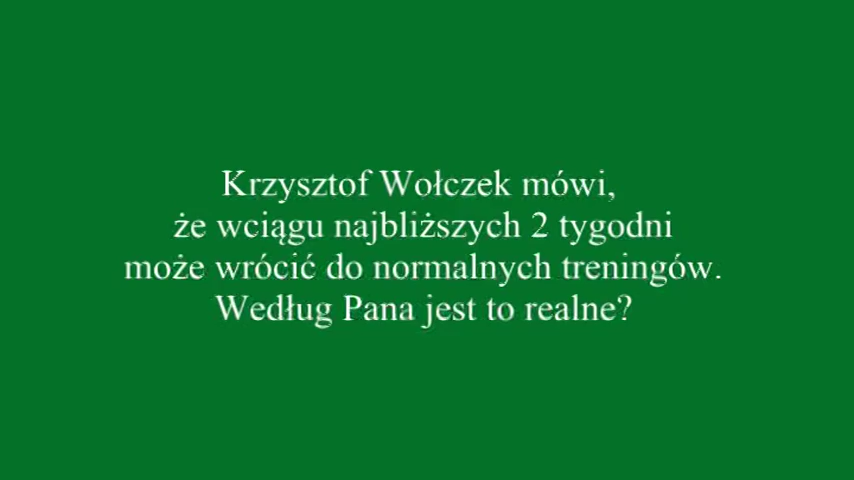 Krzysztof Wołczek mówi,
że wciągu najbliższych 2 tygodni
może wrócić do normalnych treningów.
Według Pana jest to realne?